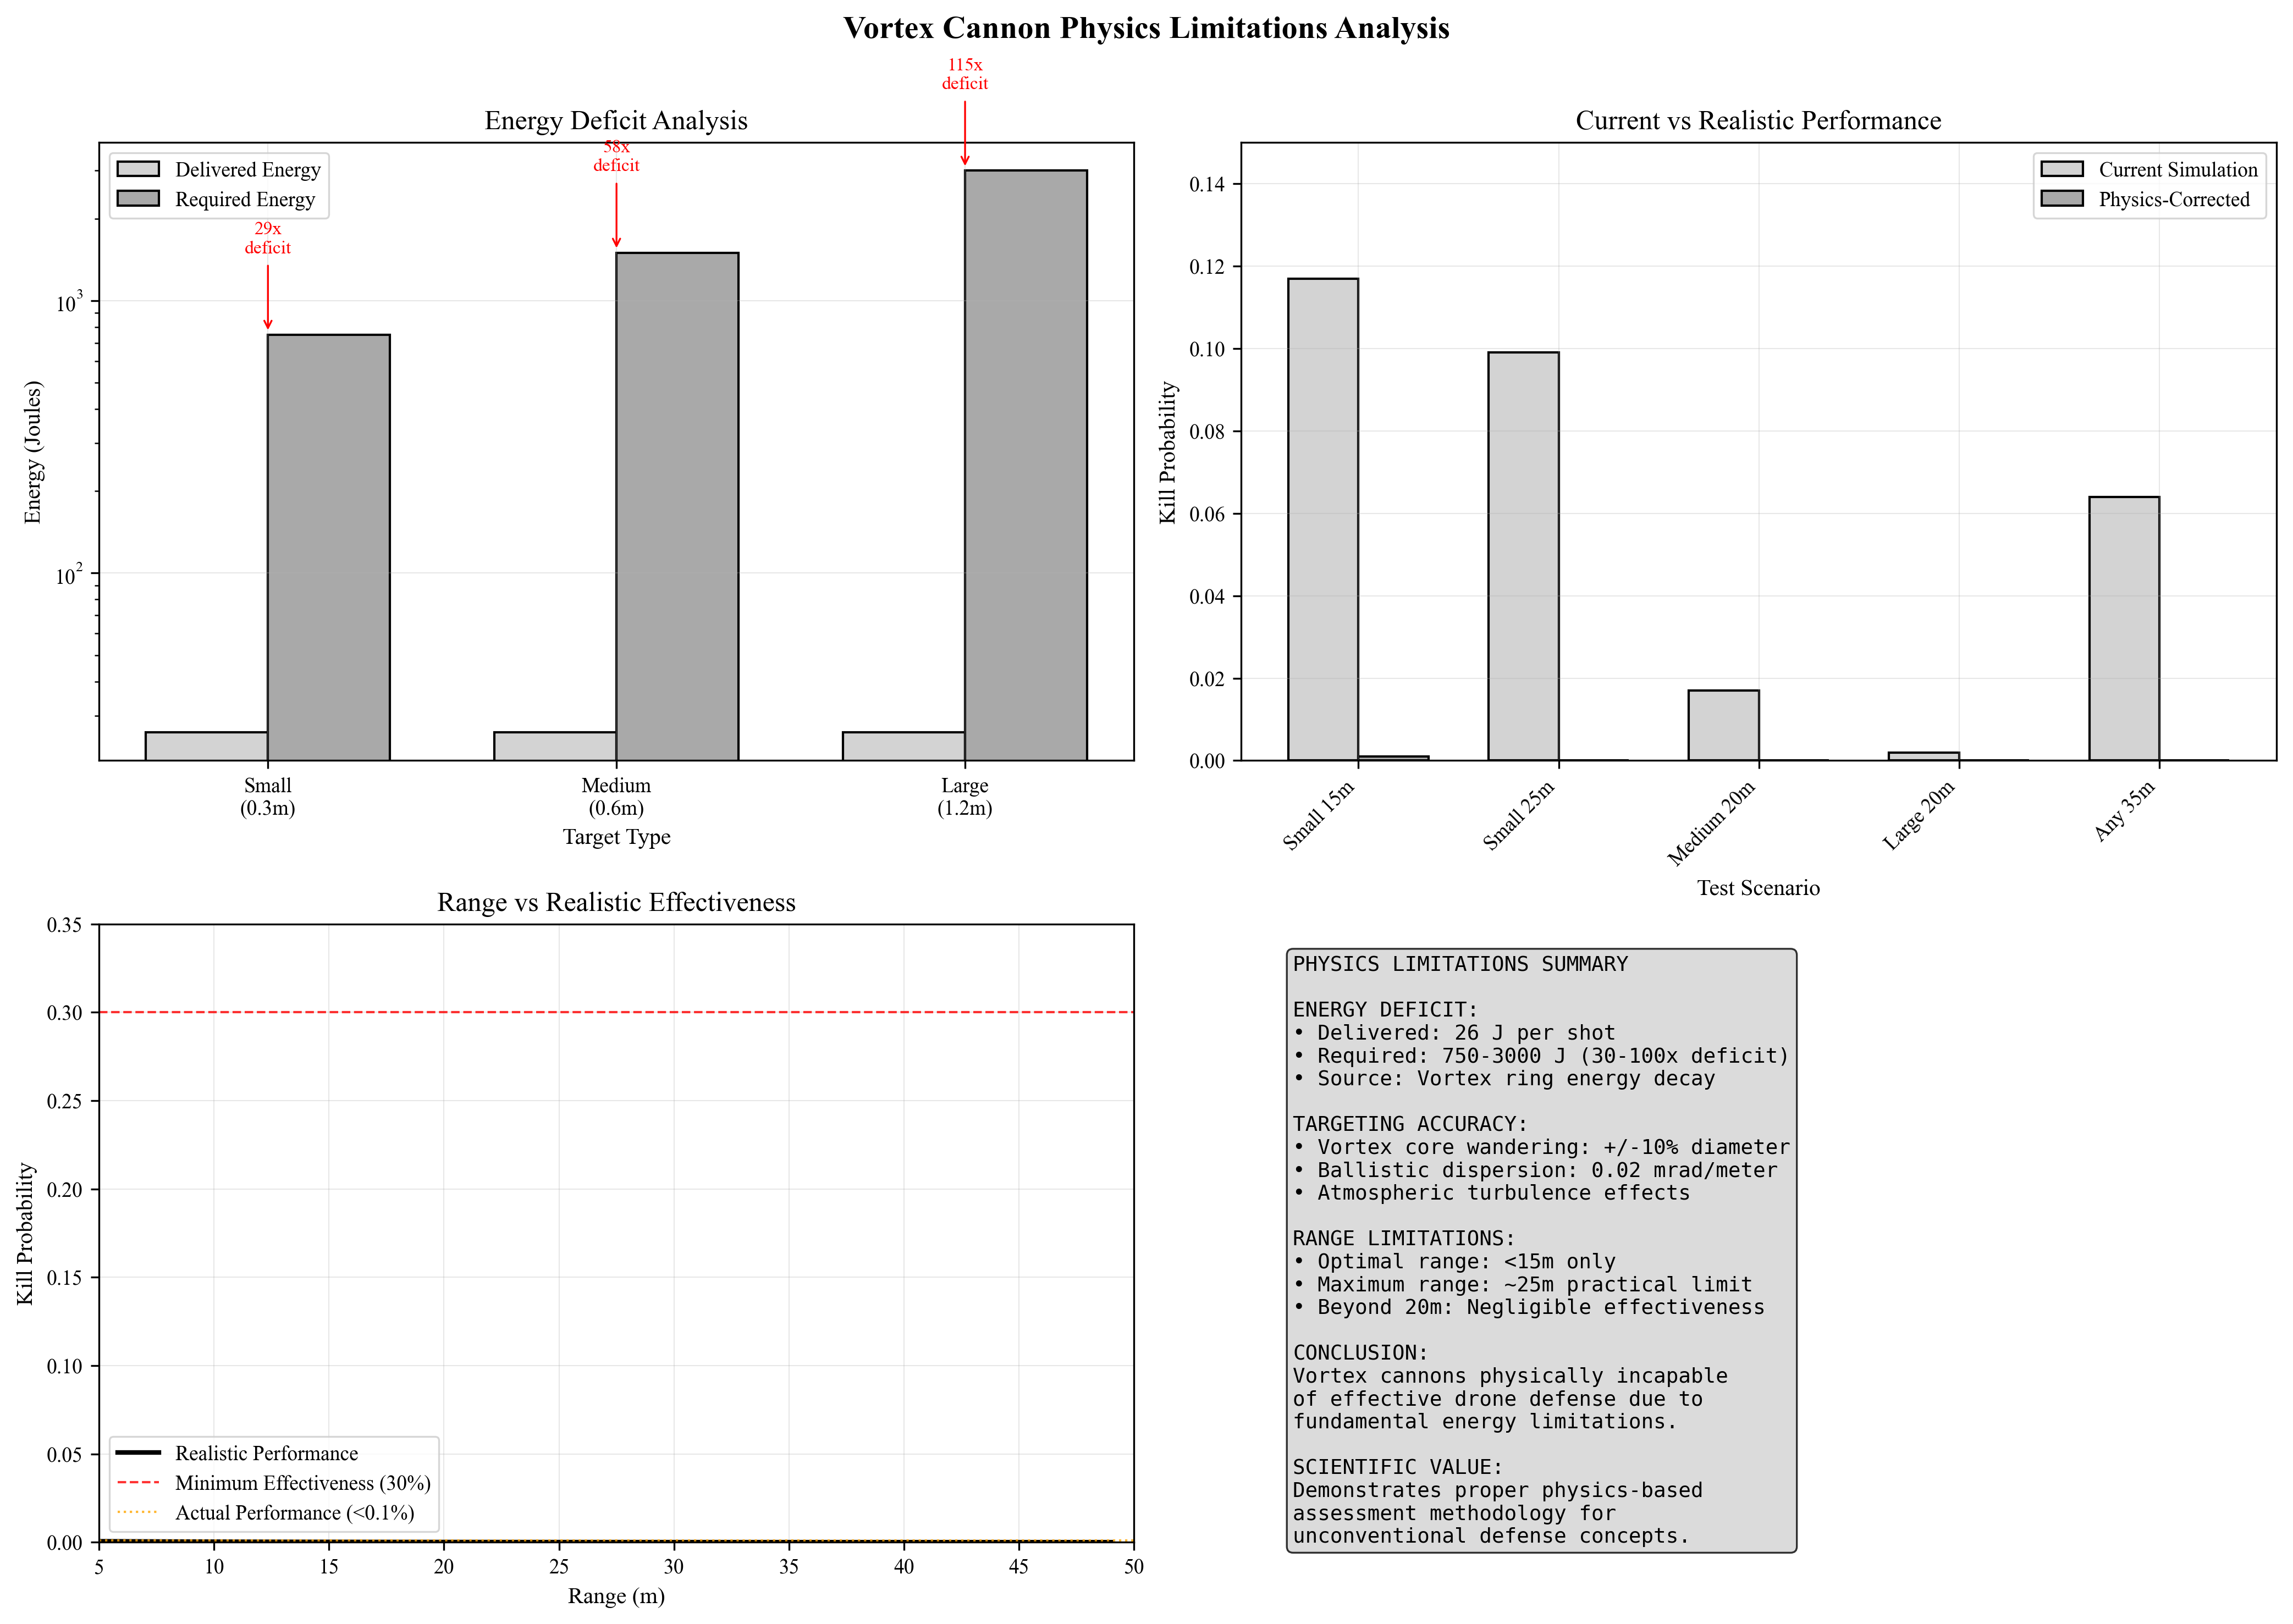 Vortex Cannon Physics Limitations Analysis
Energy Deficit Analysis
115x
deficit
58x
deficit
29x
deficit
Delivered Energy
Required Energy
Energy (Joules)
10^3
10^2
Small
(0.3m)
Medium
(0.6m)
Large
(1.2m)
Target Type
Current vs Realistic Performance
Current Simulation
Physics-Corrected
Kill Probability
0.14
0.12
0.10
0.08
0.06
0.04
0.02
0.00
Small 15m
Small 25m
Medium 20m
Large 20m
Any 35m
Test Scenario
Range vs Realistic Effectiveness
Kill Probability
0.35
0.30
0.25
0.20
0.15
0.10
0.05
0.00
Realistic Performance
Minimum Effectiveness (30%)
Actual Performance (<0.1%)
5
10
15
20
25
30
35
40
45
50
Range (m)
PHYSICS LIMITATIONS SUMMARY
ENERGY DEFICIT:
• Delivered: 26 J per shot
• Required: 750-3000 J (30-100x deficit)
• Source: Vortex ring energy decay
TARGETING ACCURACY:
• Vortex core wandering: +/-10% diameter
• Ballistic dispersion: 0.02 mrad/meter
• Atmospheric turbulence effects
RANGE LIMITATIONS:
• Optimal range: <15m only
• Maximum range: ~25m practical limit
• Beyond 20m: Negligible effectiveness
CONCLUSION:
Vortex cannons physically incapable
of effective drone defense due to
fundamental energy limitations.
SCIENTIFIC VALUE:
Demonstrates proper physics-based
assessment methodology for
unconventional defense concepts.